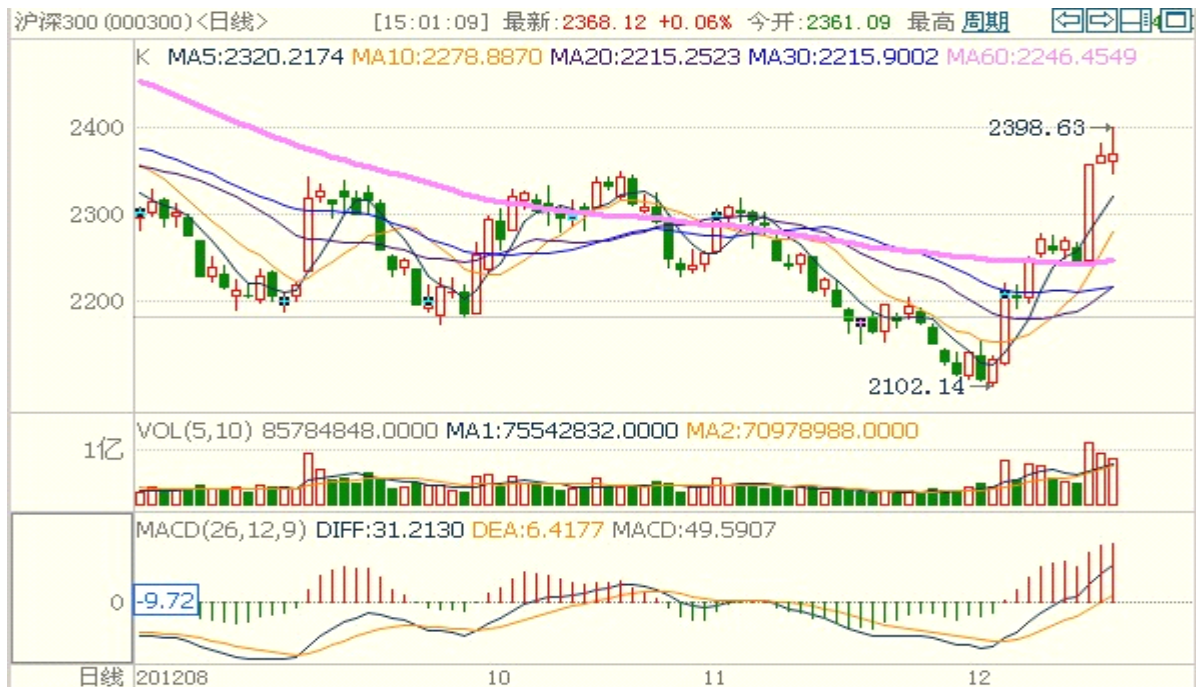 沪深300(000300)<日线> [15:01:09] 最新:2368.12 +0.06% 今开:2361.09 最高 周期
K MA5:2320.2174 MA10:2278.8870 MA20:2215.2523 MA30:2215.9002 MA60:2246.4549
2400
2398.63
2300
2200
2102.14
VOL(5,10) 85784848.0000 MA1:75542832.0000 MA2:70978988.0000
1亿
MACD(26,12,9) DIFF:31.2130 DEA:6.4177 MACD:49.5907
0 -9.72
日线 201208 10 11 12